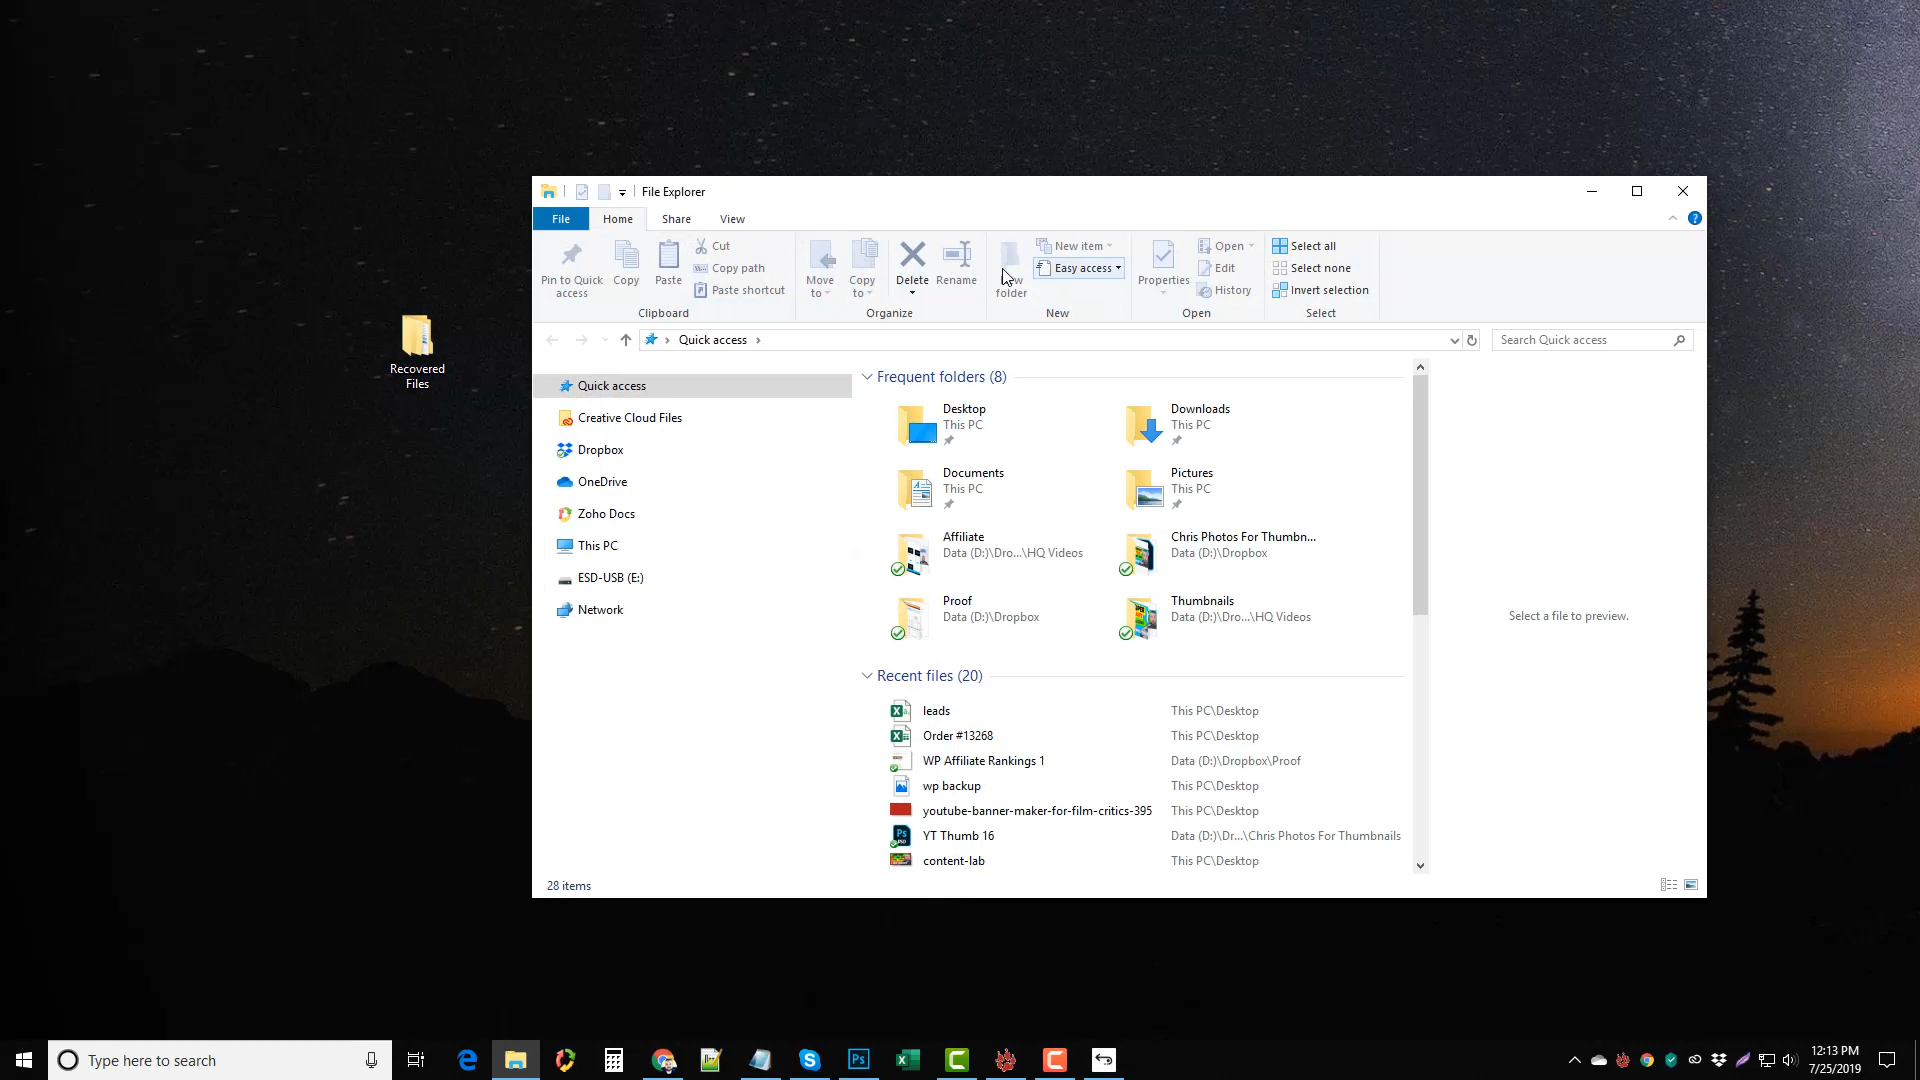 Recovered
Files
File Explorer
File
Home
Share
View
Pin to Quick
access
Copy
Paste
Cut
Copy path
Paste shortcut
Clipboard
Move
to
Copy
to
Delete
Rename
Organize
folder
New item
Easy access
New
Properties
Open
Edit
History
Open
Select all
Select none
Invert selection
Select
Quick access
Search Quick access
Quick access
Creative Cloud Files
Dropbox
OneDrive
Zoho Docs
This PC
ESD-USB (E:)
Network
Frequent folders (8)
Desktop
This PC
Downloads
This PC
Documents
This PC
Pictures
This PC
Affiliate
Data (D:)\Dro...\HQ Videos
Chris Photos For Thumbn...
Data (D:)\Dropbox
Proof
Data (D:)\Dropbox
Thumbnails
Data (D:)\Dro...\HQ Videos
Recent files (20)
leads
This PC\Desktop
Order #13268
This PC\Desktop
WP Affiliate Rankings 1
Data (D:)\Dropbox\Proof
wp backup
This PC\Desktop
youtube-banner-maker-for-film-critics-395
This PC\Desktop
YT Thumb 16
Data (D:)\Dr...\Chris Photos For Thumbnails
content-lab
This PC\Desktop
Select a file to preview.
28 items
Type here to search
12:13 PM
7/25/2019